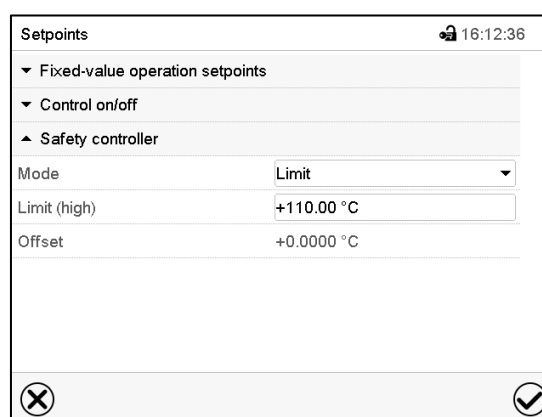 Setpoints 16:12:36
Fixed-value operation setpoints
Control on/off
Safety controller
Mode Limit
Limit (high) +110.00 °C
Offset +0.0000 °C